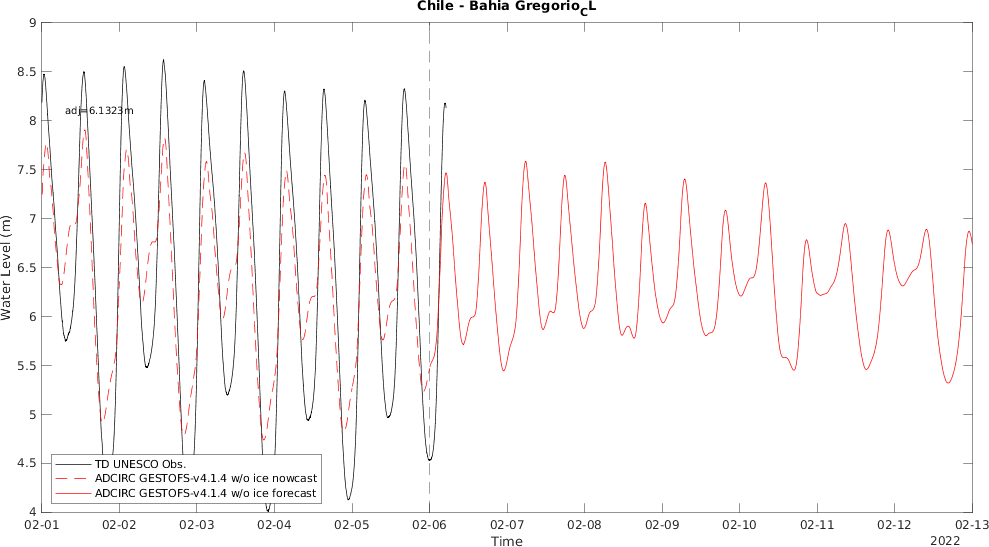 Chile - Bahia Gregorio_CL
9
8.5
8
7.5
7
6.5
6
5.5
5
4.5
4
Water Level (m)
adj=6.1323m
TD UNESCO Obs.
ADCIRC GESTOFS-v4.1.4 w/o ice nowcast
ADCIRC GESTOFS-v4.1.4 w/o ice forecast
02-01 02-02 02-03 02-04 02-05 02-06 02-07 02-08 02-09 02-10 02-11 02-12 02-13
Time
2022